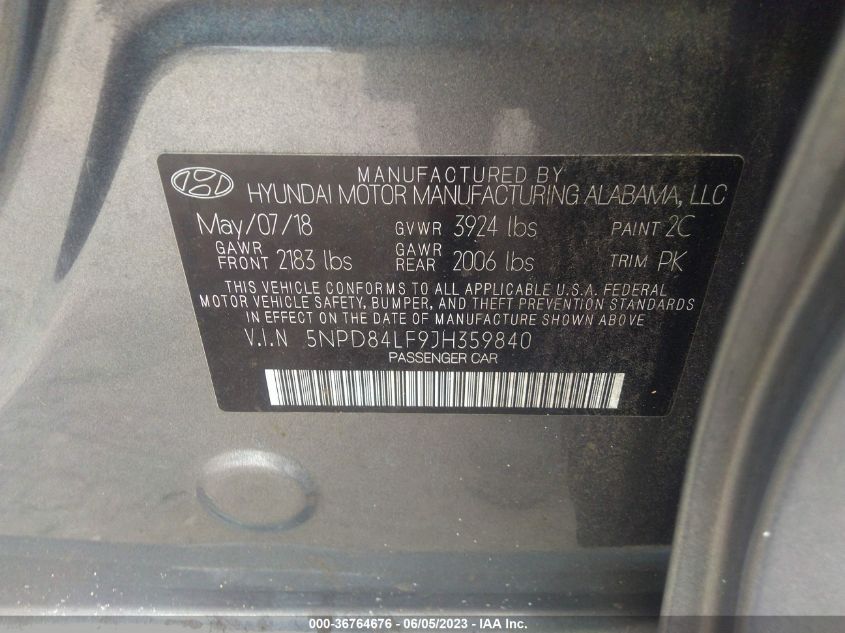 MANUFACTURED BY
HYUNDAI MOTOR MANUFACTURING ALABAMA, LLC
May/07/18 GVWR 3924 lbs PAINT 2C
GAWR FRONT 2183 lbs GAWR REAR 2006 lbs TRIM PK
THIS VEHICLE CONFORMS TO ALL APPLICABLE U.S.A. FEDERAL
MOTOR VEHICLE SAFETY, BUMPER, AND THEFT PREVENTION STANDARDS
IN EFFECT ON THE DATE OF MANUFACTURE SHOWN ABOVE
V.I.N 5NPD84LF9JH359840
PASSENGER CAR
000-36764676 - 06/05/2023 - IAA Inc.